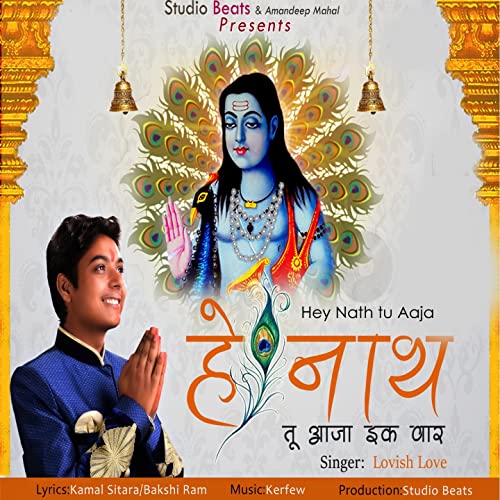 Studio Beats & Amandeep Mahal
Presents
Hey Nath tu Aaja
हे नाथ
तू आजा इक वार
Singer: Lovish Love
Lyrics:Kamal Sitara/Bakshi Ram Music:Kerfew Production:Studio Beats